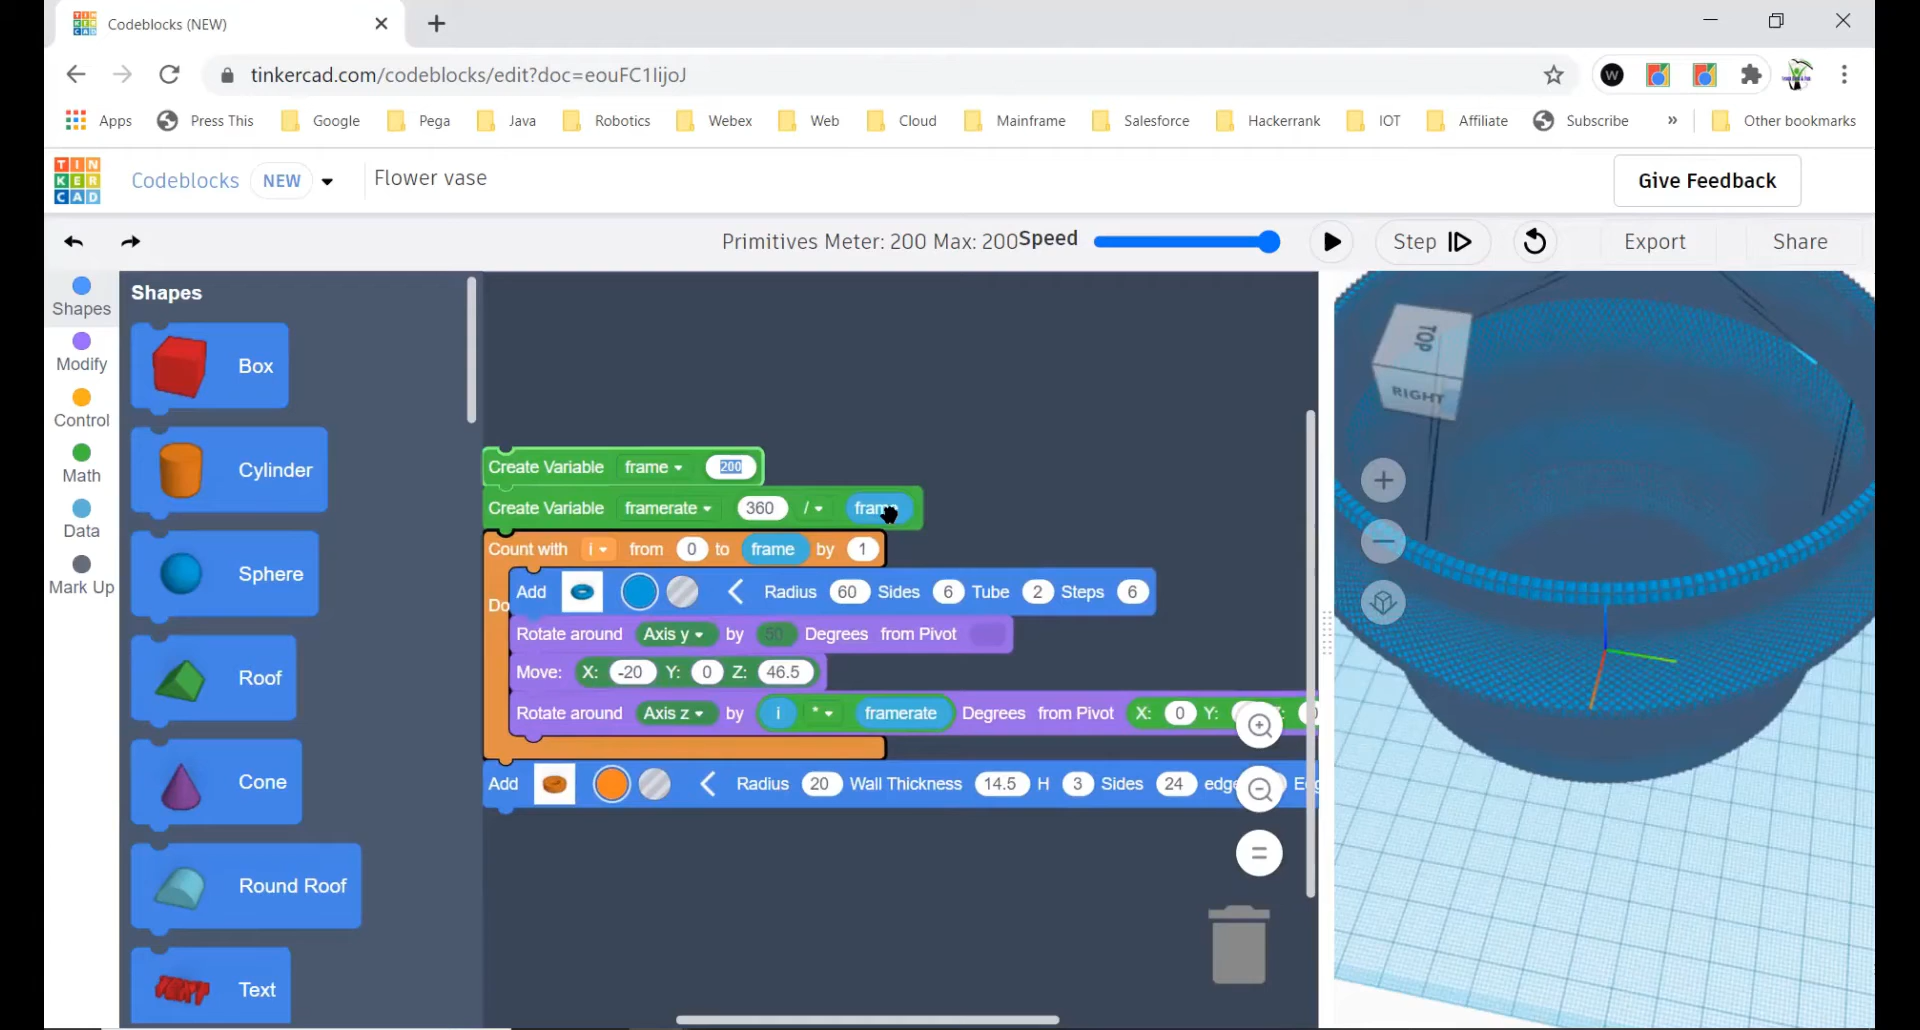 Codeblocks (NEW)
tinkercad.com/codeblocks/edit?doc=eouFC1IijoJ
W
Apps Press This Google Pega Java Robotics Webex Web Cloud Mainframe Salesforce Hackerrank IOT Affiliate Subscribe » Other bookmarks
TIN
KER
CAD
Codeblocks NEW Flower vase
Give Feedback
Primitives Meter: 200 Max: 200 Speed Step Export Share
Shapes
Modify
Control
Math
Data
Mark Up
Shapes
Box
Cylinder
Sphere
Roof
Cone
Round Roof
TEXT Text
Create Variable frame 200
Create Variable framerate 360 /
Count with i from 0 to frame by 1
Do
Add Radius 60 Sides 6 Tube 2 Steps 6
Rotate around Axis y by 50 Degrees from Pivot
Move: X: -20 Y: 0 Z: 46.5
Rotate around Axis z by i * framerate Degrees from Pivot X: 0 Y:
Add Radius 20 Wall Thickness 14.5 H 3 Sides 24
TOP
RIGHT